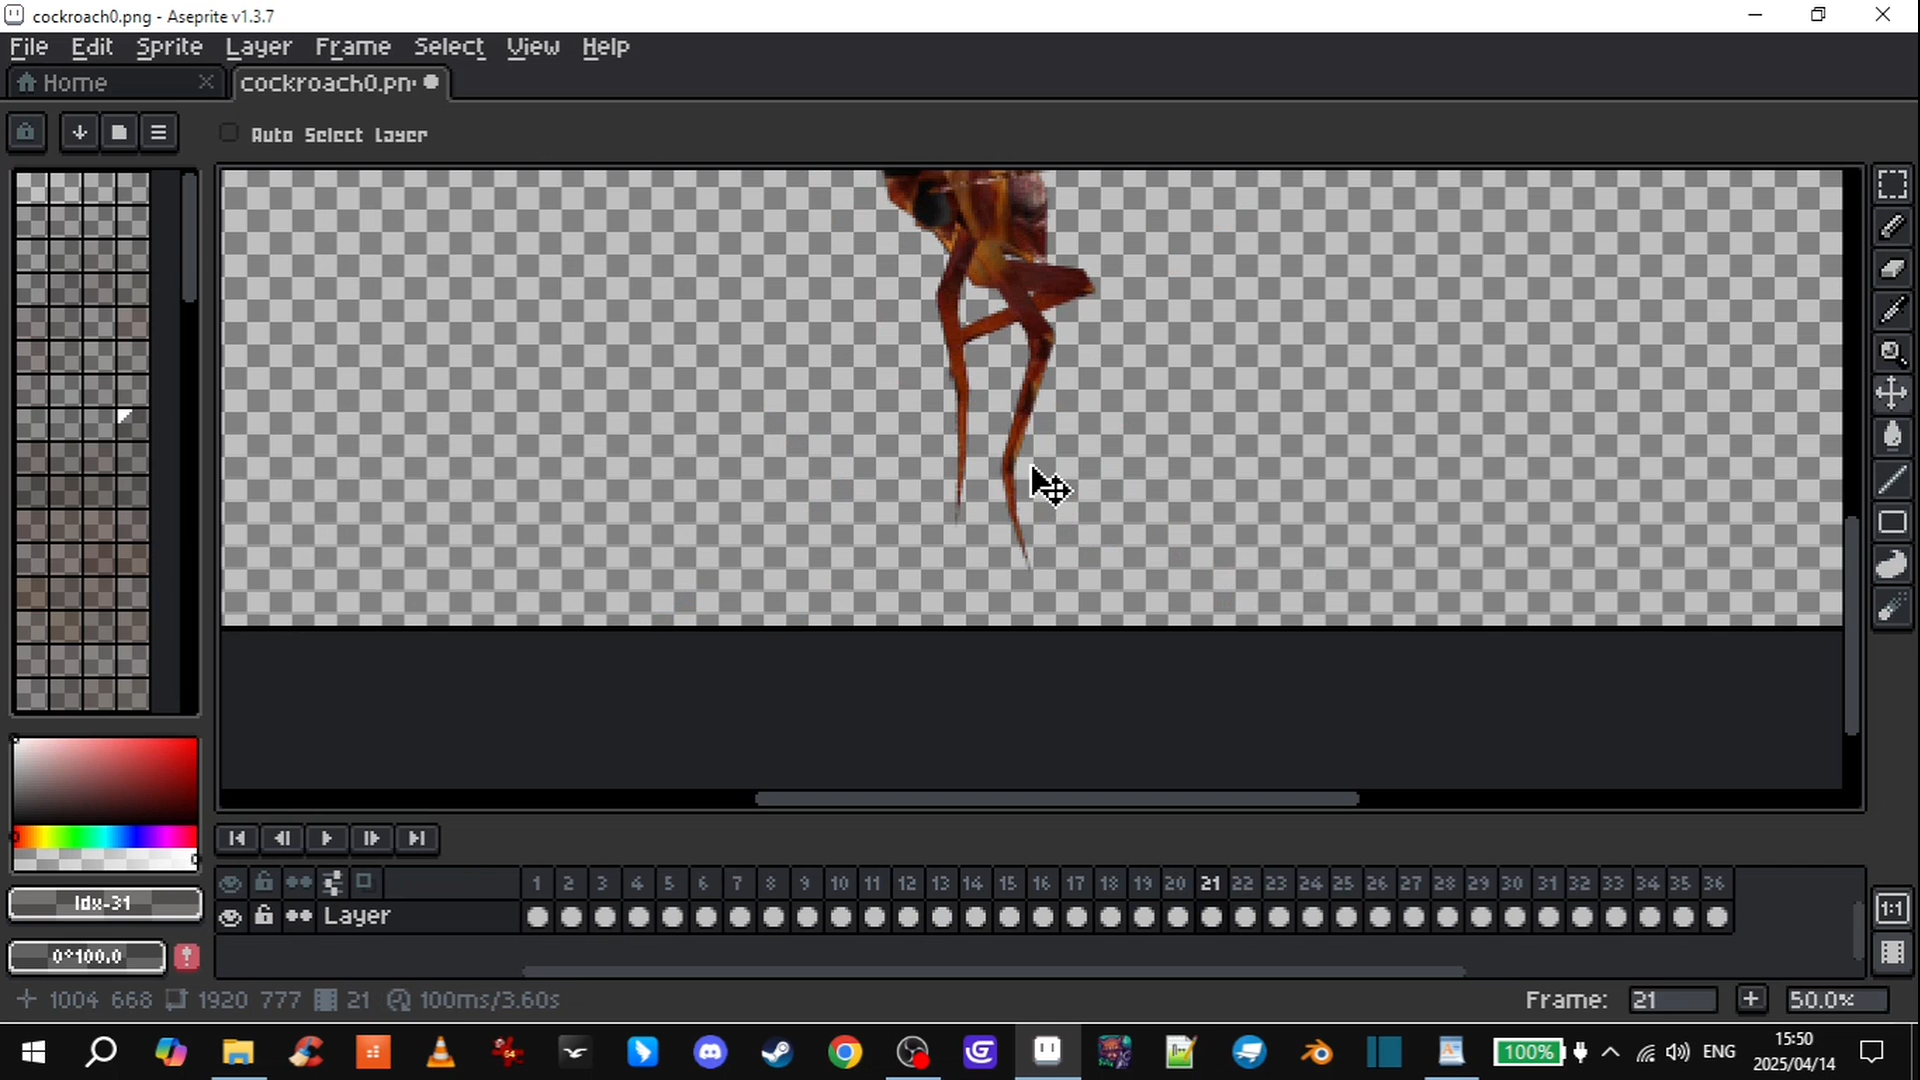 cockroach0.png - Aseprite v1.3.7
File Edit Sprite Layer Frame Select View Help
Home cockroach0.pn
Auto Select Layer
1 2 3 4 5 6 7 8 9 10 11 12 13 14 15 16 17 18 19 20 21 22 23 24 25 26 27 28 29 30 31 32 33 34 35 36
Idx-31
Layer
1:1
0°100.0
1004 668 1920 777 21 100ms/3.60s
Frame: 21 + 50.0%
100% ENG
15:50
2025/04/14
64